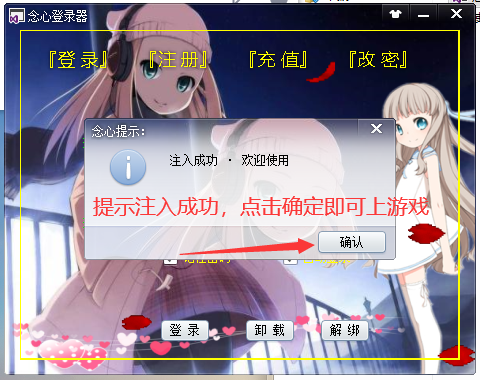 念心登录器
『登 录』 『注 册』 『充 值』 『改 密』
念心提示:
注入成功 · 欢迎使用
提示注入成功，点击确定即可上游戏
确认
登 录 卸 载 解 绑